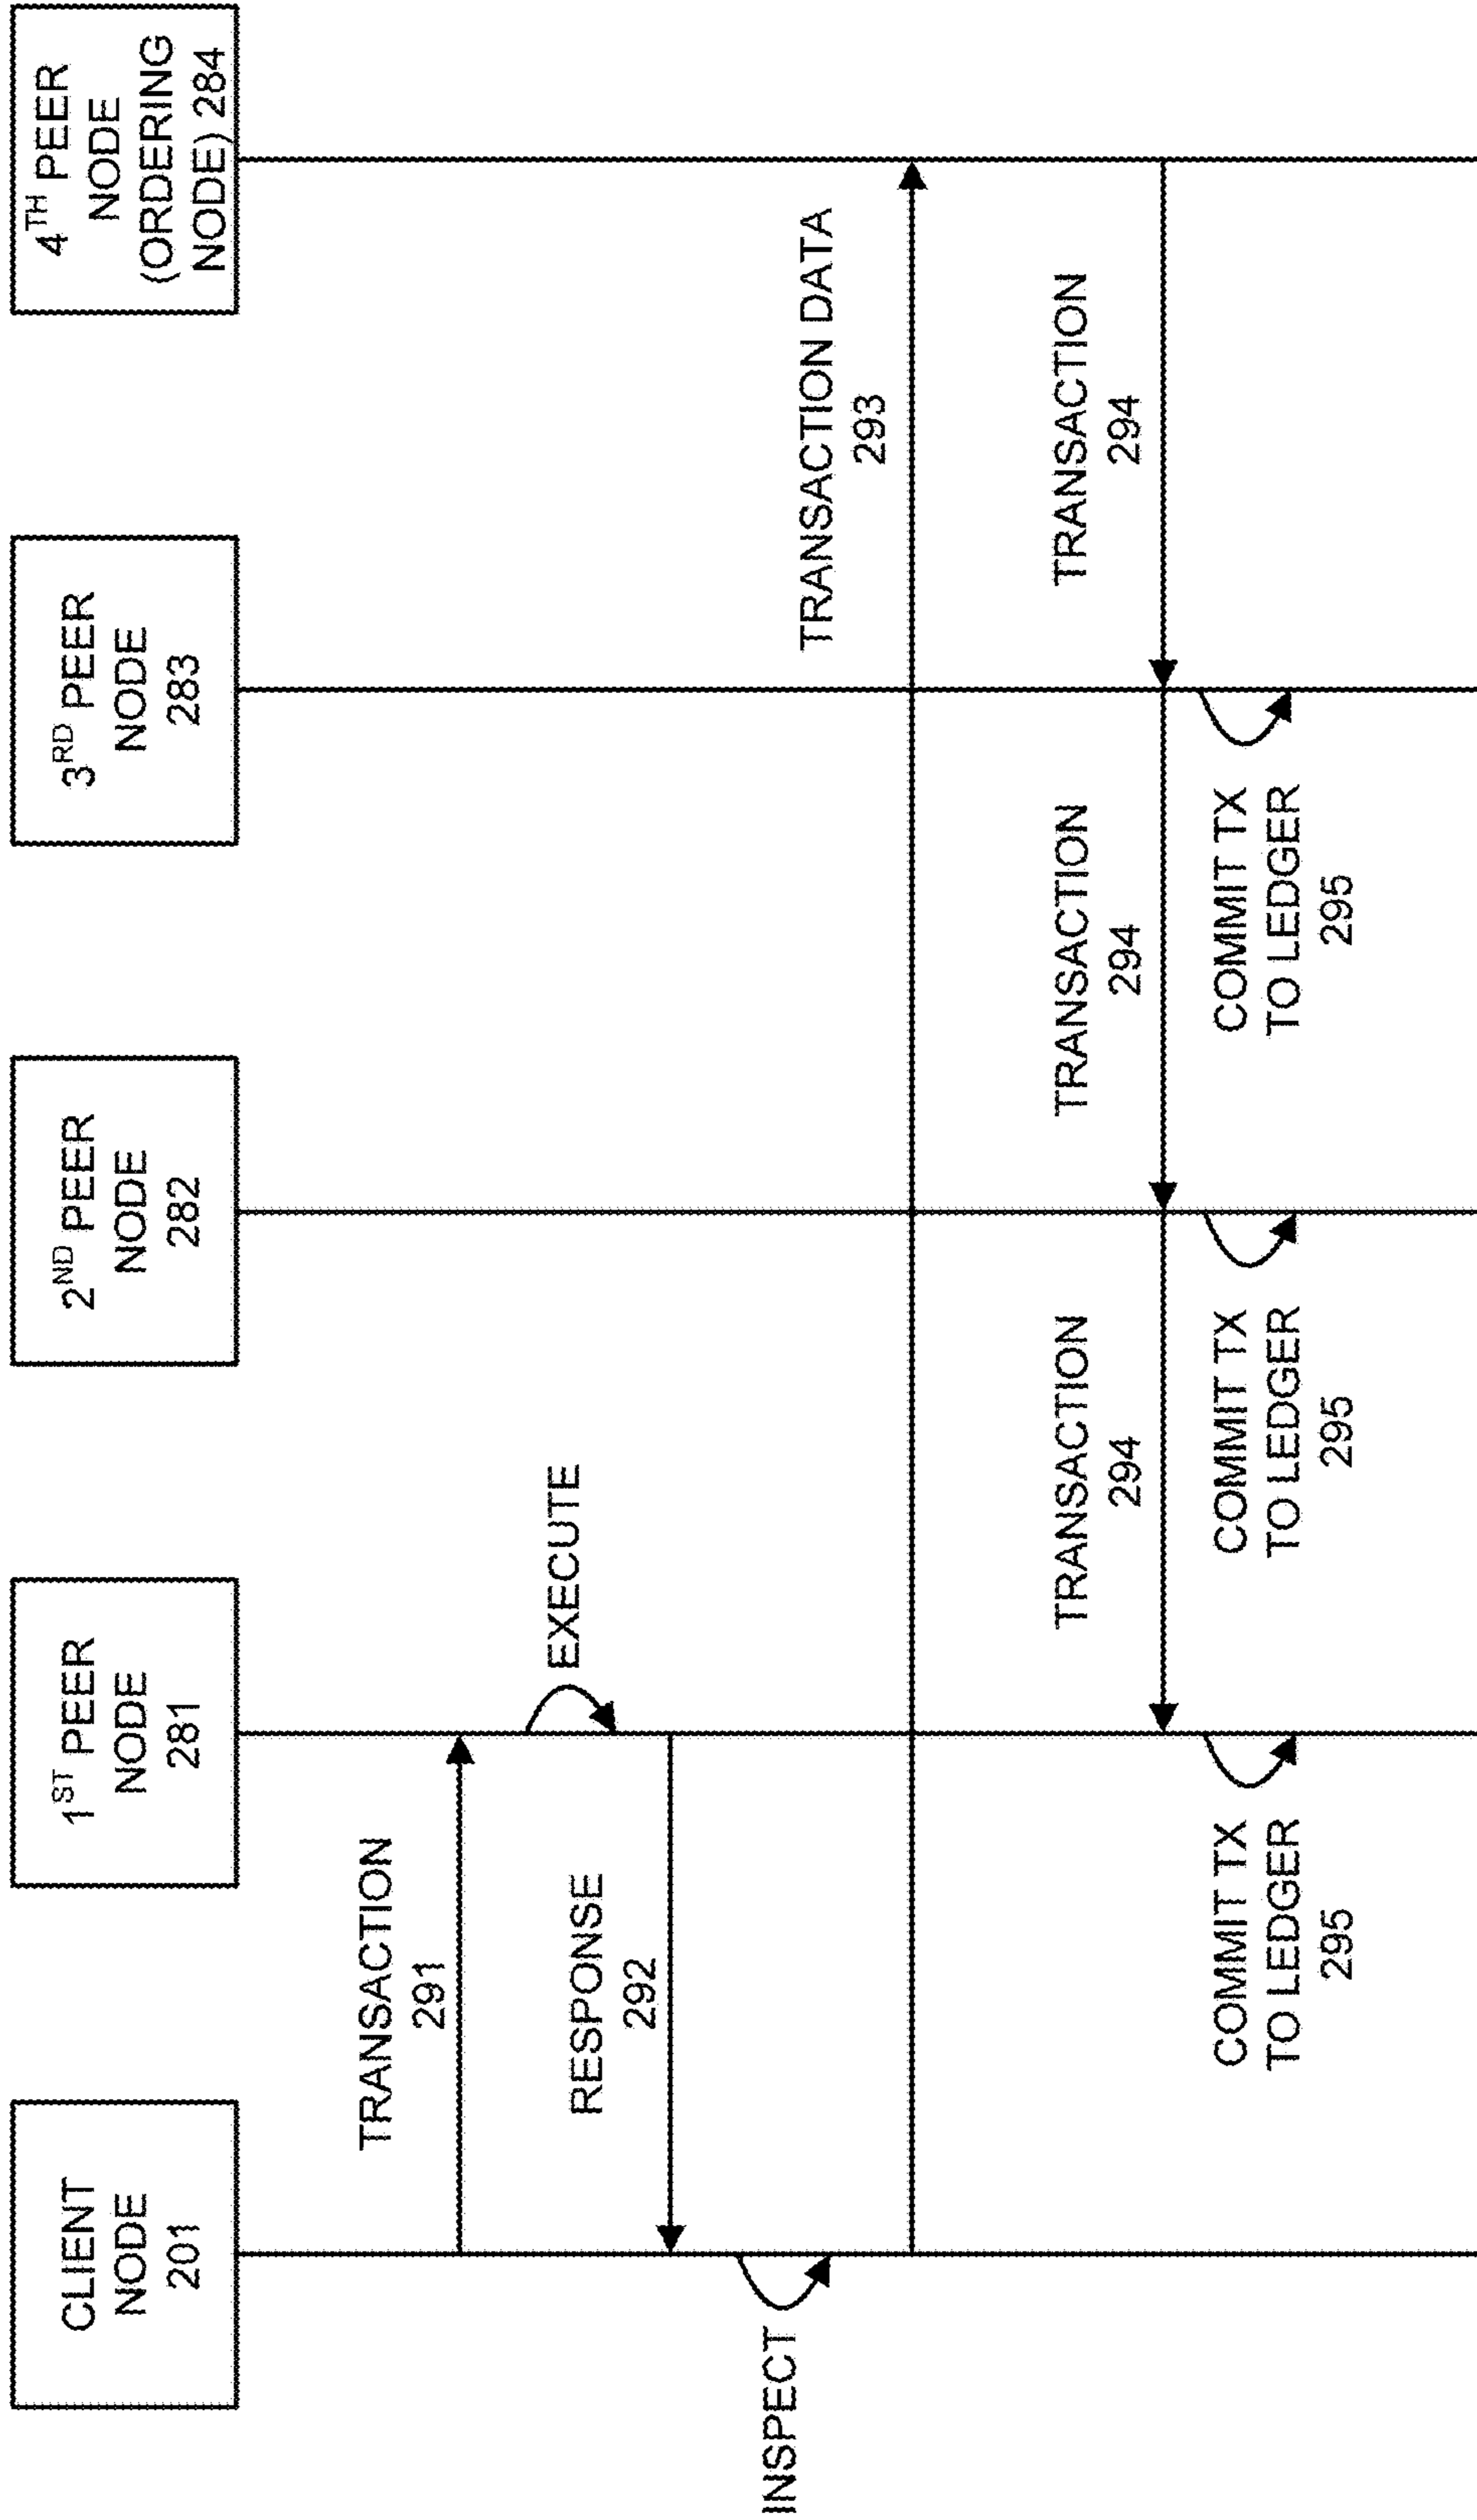 CLIENT
NODE
201
1ST PEER
NODE
281
2ND PEER
NODE
282
3RD PEER
NODE
283
4TH PEER
NODE
(ORDERING
NODE) 284
TRANSACTION
291
EXECUTE
RESPONSE
292
INSPECT
TRANSACTION DATA
293
TRANSACTION
294
TRANSACTION
294
TRANSACTION
294
COMMIT TX
TO LEDGER
295
COMMIT TX
TO LEDGER
295
COMMIT TX
TO LEDGER
295